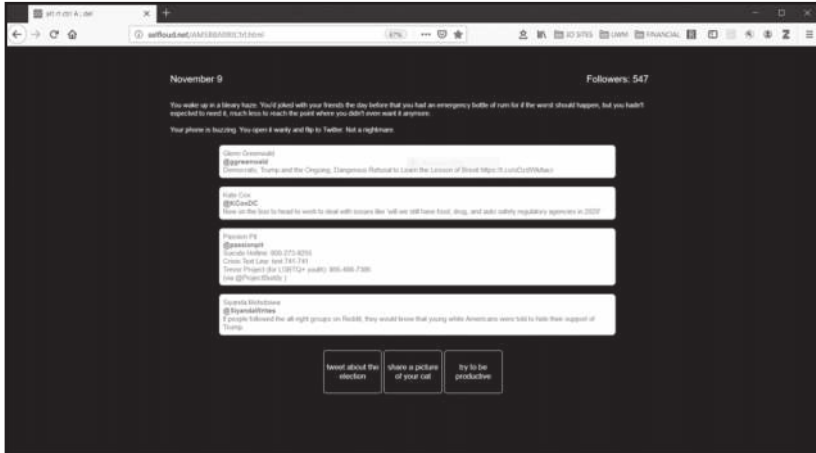 selfloud.net
67%
JO SITES UWM FINANCIAL
November 9 Followers: 547
You wake up in a bleary haze. You'd joked with your friends the day before that you had an emergency bottle of rum for if the worst should happen, but you hadn't
expected to need it, much less to reach the point where you didn't even want it anymore.
Your phone is buzzing. You open it warily and flip to Twitter. Not a nightmare.
Glenn Greenwald
@ggreenwald
Democrats, Trump and the Ongoing, Dangerous Refusal to Learn the Lesson of Brexit
Kate Cox
@KCoxDC
Now on the bus to head to work to deal with issues like 'will we still have food, drug, and auto safety regulatory agencies in 2020'
Passion Pit
@passionpit
Suicide Hotline: 800-273-8255
Crisis Text Line: text 741-741
Trevor Project (for LGBTQ+ youth): 866-488-7386
(via @ProjectBuddy )
@SiyandaWrites
If people followed the alt-right groups on Reddit, they would know that young white Americans were told to hide their support of
Trump.
tweet about the
election
share a picture
of your cat
try to be
productive